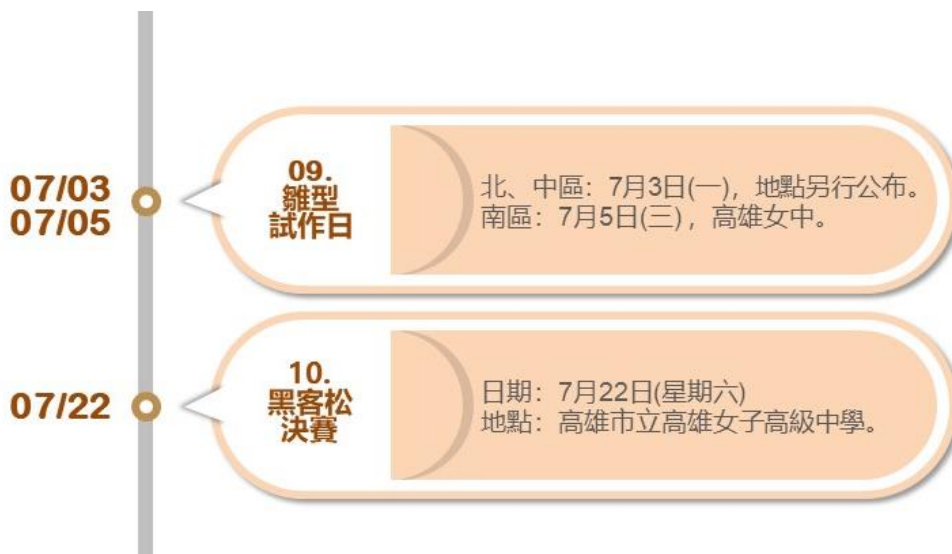 07/03
07/05
09.
雛型
試作日
北、中區：7月3日(一)，地點另行公布。
南區：7月5日(三)，高雄女中。
07/22
10.
黑客松
決賽
日期：7月22日(星期六)
地點：高雄市立高雄女子高級中學。